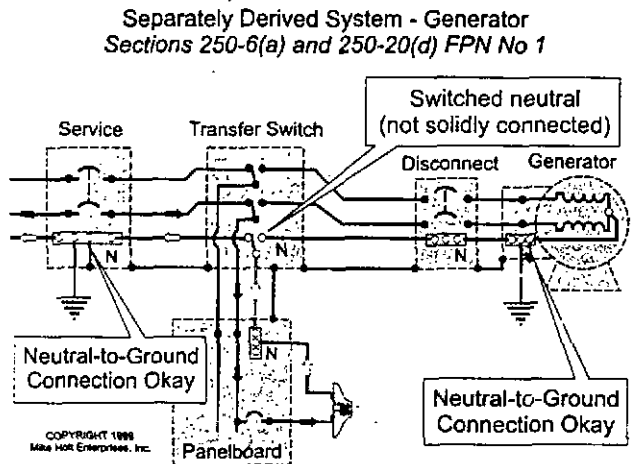 Separately Derived System - Generator
Sections 250-6(a) and 250-20(d) FPN No 1
Switched neutral
(not solidly connected)
Service
Transfer Switch
Disconnect
Generator
N
N
N
N
N
Neutral-to-Ground
Connection Okay
Neutral-to-Ground
Connection Okay
COPYRIGHT 1999
Mike Holt Enterprises, Inc.
Panelboard